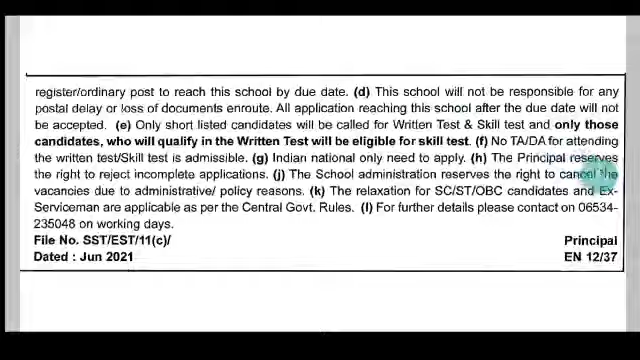 register/ordinary post to reach this school by due date. (d) This school will not be responsible for any
postal delay or loss of documents enroute. All application reaching this school after the due date will not
be accepted. (e) Only short listed candidates will be called for Written Test & Skill test and only those
candidates, who will qualify in the Written Test will be eligible for skill test. (f) No TA/DA for attending
the written test/Skill test is admissible. (g) Indian national only need to apply. (h) The Principal reserves
the right to reject incomplete applications. (j) The School administration reserves the right to cancel the
vacancies due to administrative/ policy reasons. (k) The relaxation for SC/ST/OBC candidates and Ex-
Serviceman are applicable as per the Central Govt. Rules. (l) For further details please contact on 06534-
235048 on working days.
File No. SST/EST/11(c)/ Principal
Dated : Jun 2021 EN 12/37